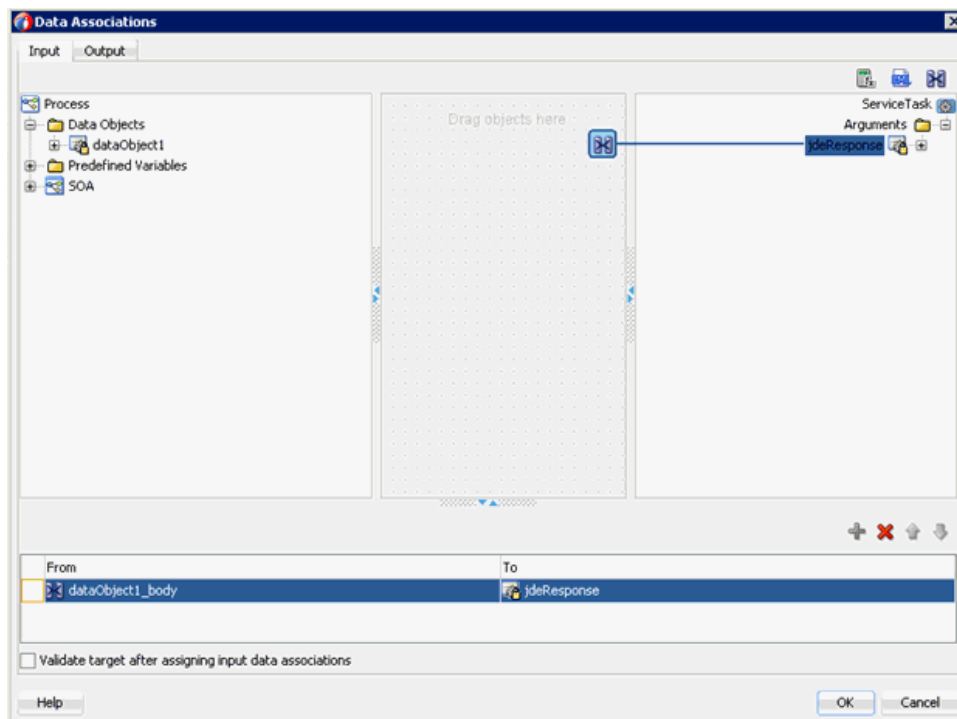 Data Associations
Input Output
Process
Data Objects
dataObject1
Predefined Variables
SOA
Drag objects here
ServiceTask
Arguments
jdeResponse
From To
dataObject1_body jdeResponse
Validate target after assigning input data associations
Help OK Cancel